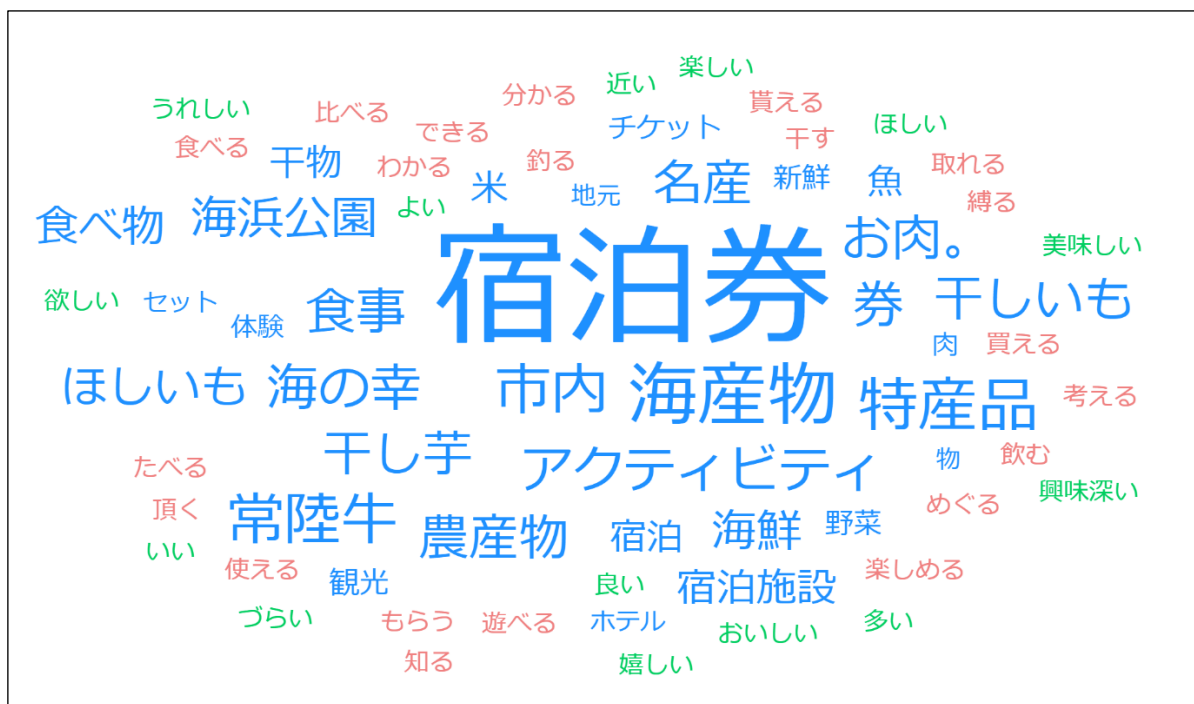 楽しい
近い
分かる
貰える
うれしい
比べる
できる
チケット
干す
ほしい
食べる
干物
わかる
釣る
名産
新鮮
魚
取れる
米
地元
縛る
食べ物
海浜公園
よい
宿泊券
お肉。
美味しい
欲しい
セット
体験
食事
券
干しいも
肉
買える
ほしいも
海の幸
市内
海産物
特産品
考える
干し芋
アクティビティ
物
飲む
たべる
頂く
常陸牛
農産物
宿泊
海鮮
野菜
めぐる
興味深い
いい
使える
観光
良い
宿泊施設
楽しめる
づらい
もらう
遊べる
ホテル
おいしい
多い
知る
嬉しい